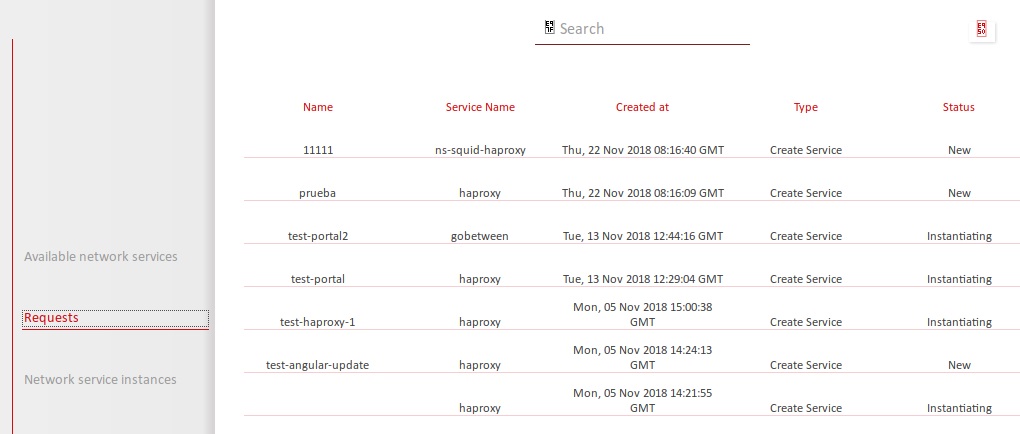 Search
Name Service Name Created at Type Status
11111 ns-squid-haproxy Thu, 22 Nov 2018 08:16:40 GMT Create Service New
prueba haproxy Thu, 22 Nov 2018 08:16:09 GMT Create Service New
test-portal2 gobetween Tue, 13 Nov 2018 12:44:16 GMT Create Service Instantiating
Available network services
test-portal haproxy Tue, 13 Nov 2018 12:29:04 GMT Create Service Instantiating
Mon, 05 Nov 2018 15:00:38
Requests
test-haproxy-1 haproxy GMT Create Service Instantiating
Mon, 05 Nov 2018 14:24:13
test-angular-update haproxy GMT Create Service New
Network service instances
Mon, 05 Nov 2018 14:21:55
haproxy GMT Create Service Instantiating